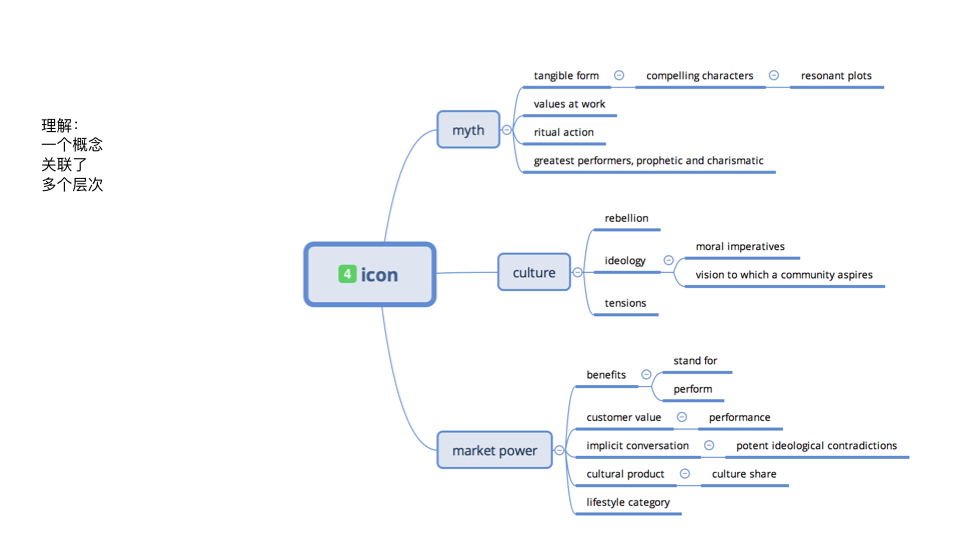 理解：
一个概念
关联了
多个层次
4 icon
myth
tangible form
compelling characters
resonant plots
values at work
ritual action
greatest performers, prophetic and charismatic
culture
rebellion
ideology
moral imperatives
vision to which a community aspires
tensions
market power
benefits
stand for
perform
customer value
performance
implicit conversation
potent ideological contradictions
cultural product
culture share
lifestyle category